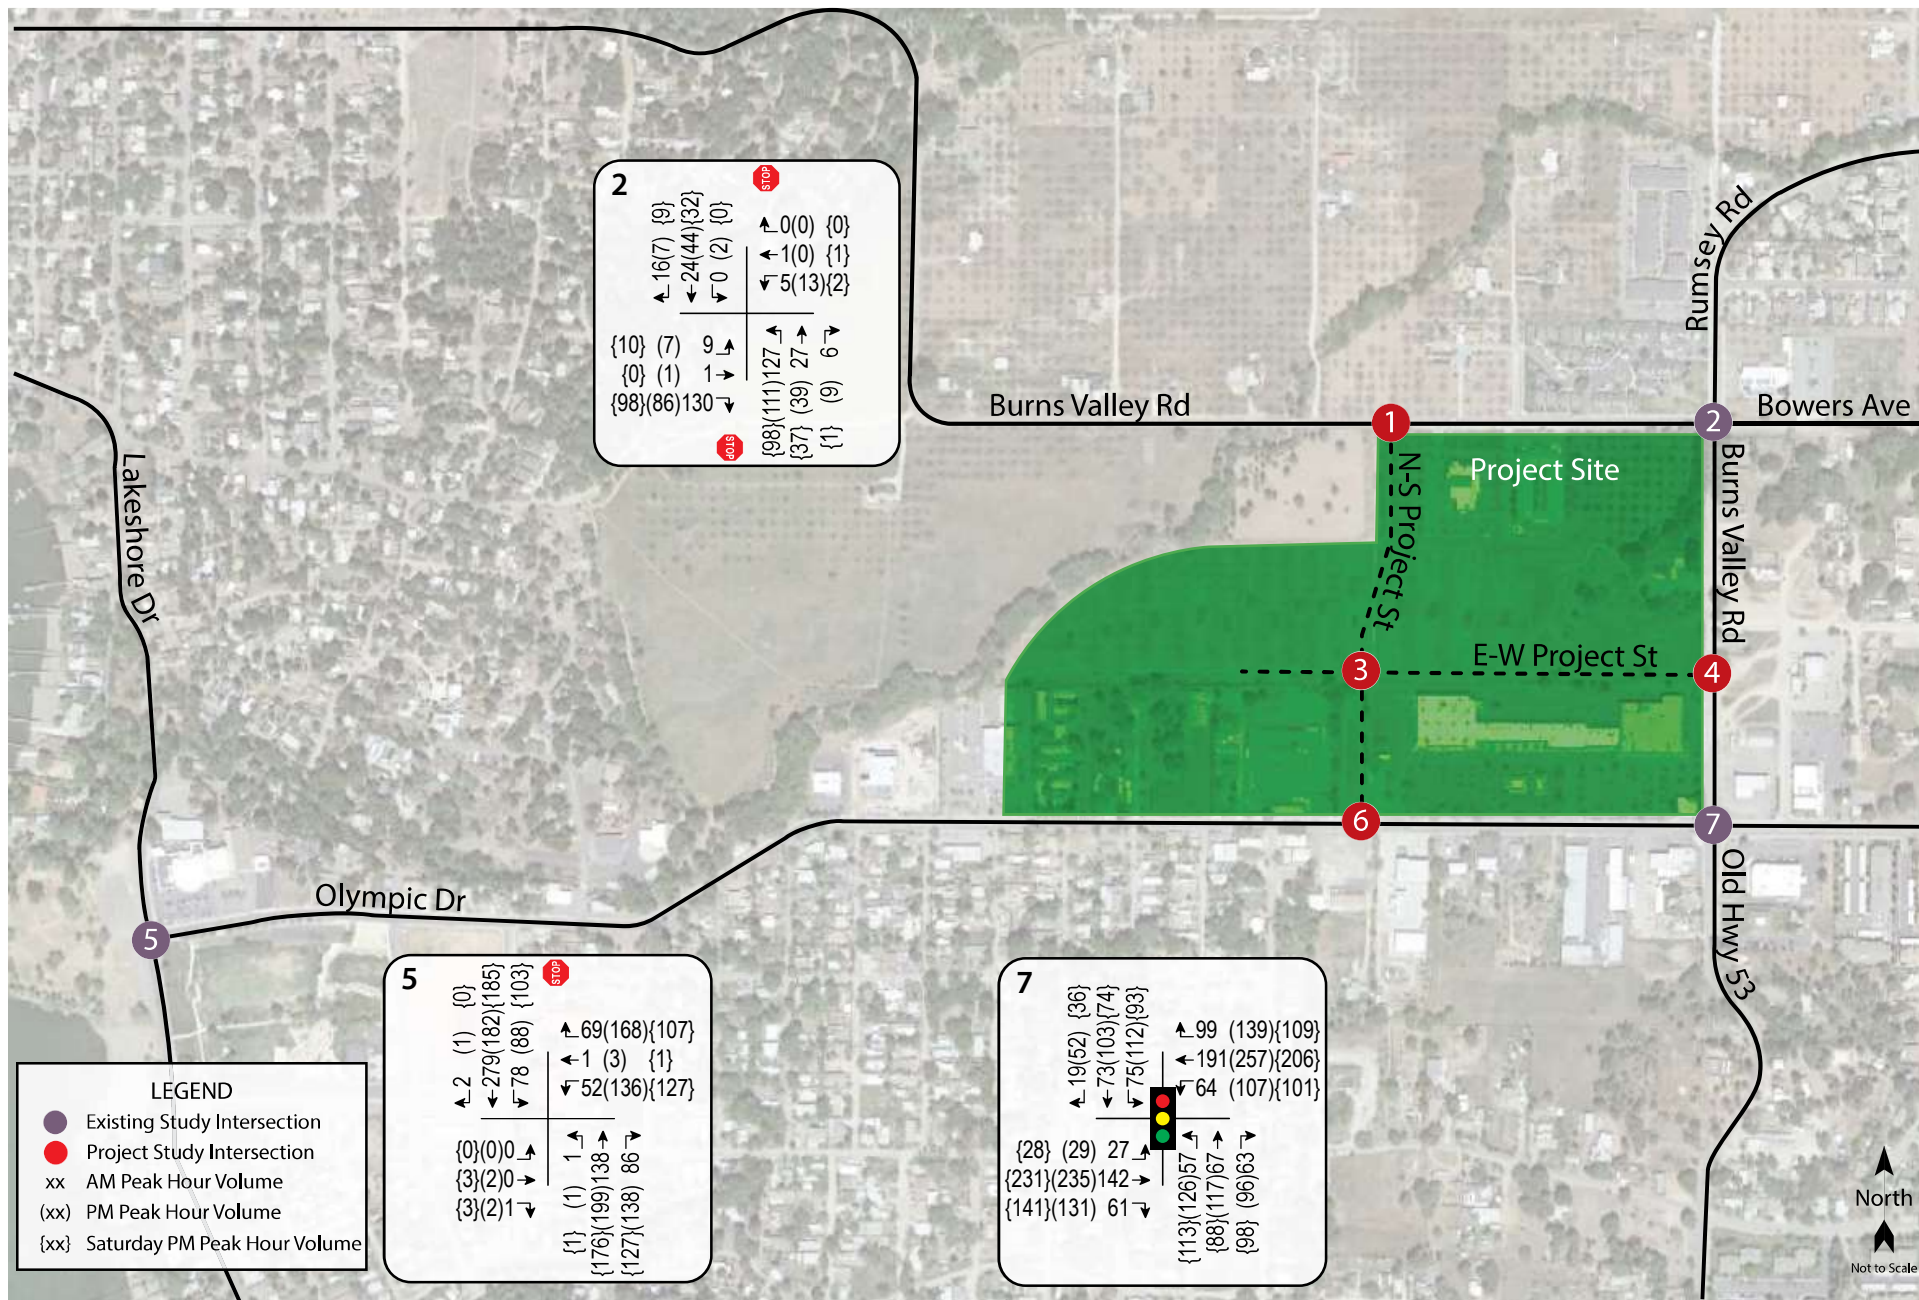 2
STOP
16(7) {9}
24(44){32}
0 (2) {0}
0(0) {0}
1(0) {1}
5(13){2}
{10} (7) 9
{0} (1) 1
{98}(86)130
{98}(111)127
{37} (39) 27
{1} (9) 6
STOP
Rumsey Rd
Burns Valley Rd
1
2
Bowers Ave
Project Site
N-S Project St
Burns Valley Rd
Lakeshore Dr
E-W Project St
3
4
6
7
Olympic Dr
5
Old Hwy 53
5
STOP
2 (1) {0}
279(182){185}
78 (88) {103}
69(168){107}
1 (3) {1}
52(136){127}
{0}(0)0
{3}(2)0
{3}(2)1
{1} (1) 1
{176}(199)138
{127}(138) 86
7
19(52) {36}
73(103){74}
75(112){93}
99 (139){109}
191(257){206}
64 (107){101}
{28} (29) 27
{231}(235)142
{141}(131) 61
{113}(126)57
{88}(117)67
{98} (96)63
LEGEND
Existing Study Intersection
Project Study Intersection
xx AM Peak Hour Volume
(xx) PM Peak Hour Volume
{xx} Saturday PM Peak Hour Volume
North
Not to Scale